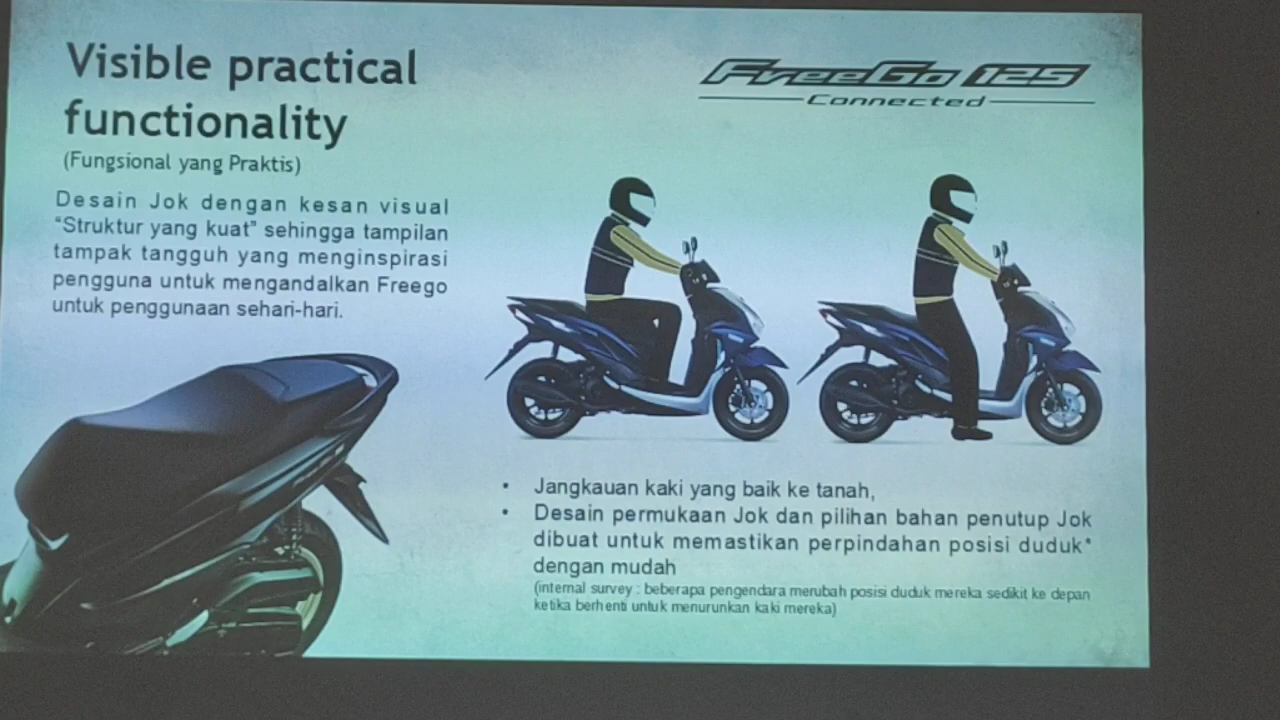 Visible practical
functionality
(Fungsional yang Praktis)
Desain Jok dengan kesan visual
"Struktur yang kuat" sehingga tampilan
tampak tangguh yang menginspirasi
pengguna untuk mengandalkan Freego
untuk penggunaan sehari-hari.
FreeGo 125
Connected
• Jangkauan kaki yang baik ke tanah,
• Desain permukaan Jok dan pilihan bahan penutup Jok
dibuat untuk memastikan perpindahan posisi duduk*
dengan mudah
(internal survey : beberapa pengendara merubah posisi duduk mereka sedikit ke depan
ketika berhenti untuk menurunkan kaki mereka)